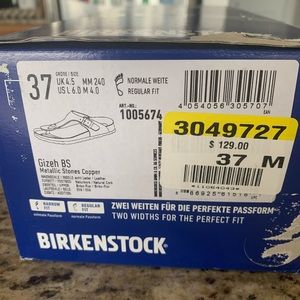 37
GRÖßE / SIZE:
UK 4.5 MM 240
US L 6.0 M 4.0
NORMALE WEITE
REGULAR FIT
4 054056 305707
EAN
ART.-NO.:
1005674
3049727
$ 129.00
37 M
Gizeh BS
Metallic Stones Copper
NARROW
FIT
REGULAR
FIT
ZWEI WEITEN FÜR DIE PERFEKTE PASSFORM
TWO WIDTHS FOR THE PERFECT FIT
BIRKENSTOCK